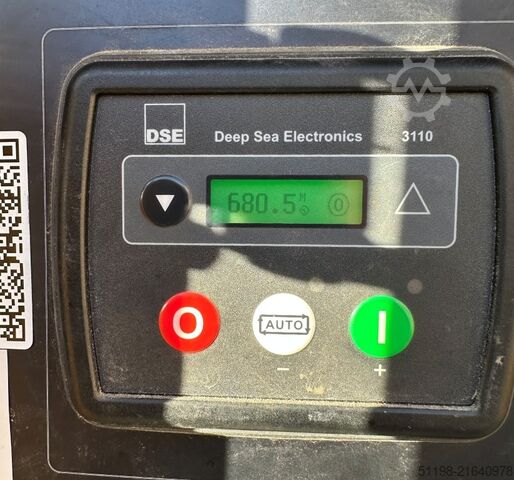 DSE Deep Sea Electronics 3110
680.5 H O
O AUTO I
- +
51198-21640978